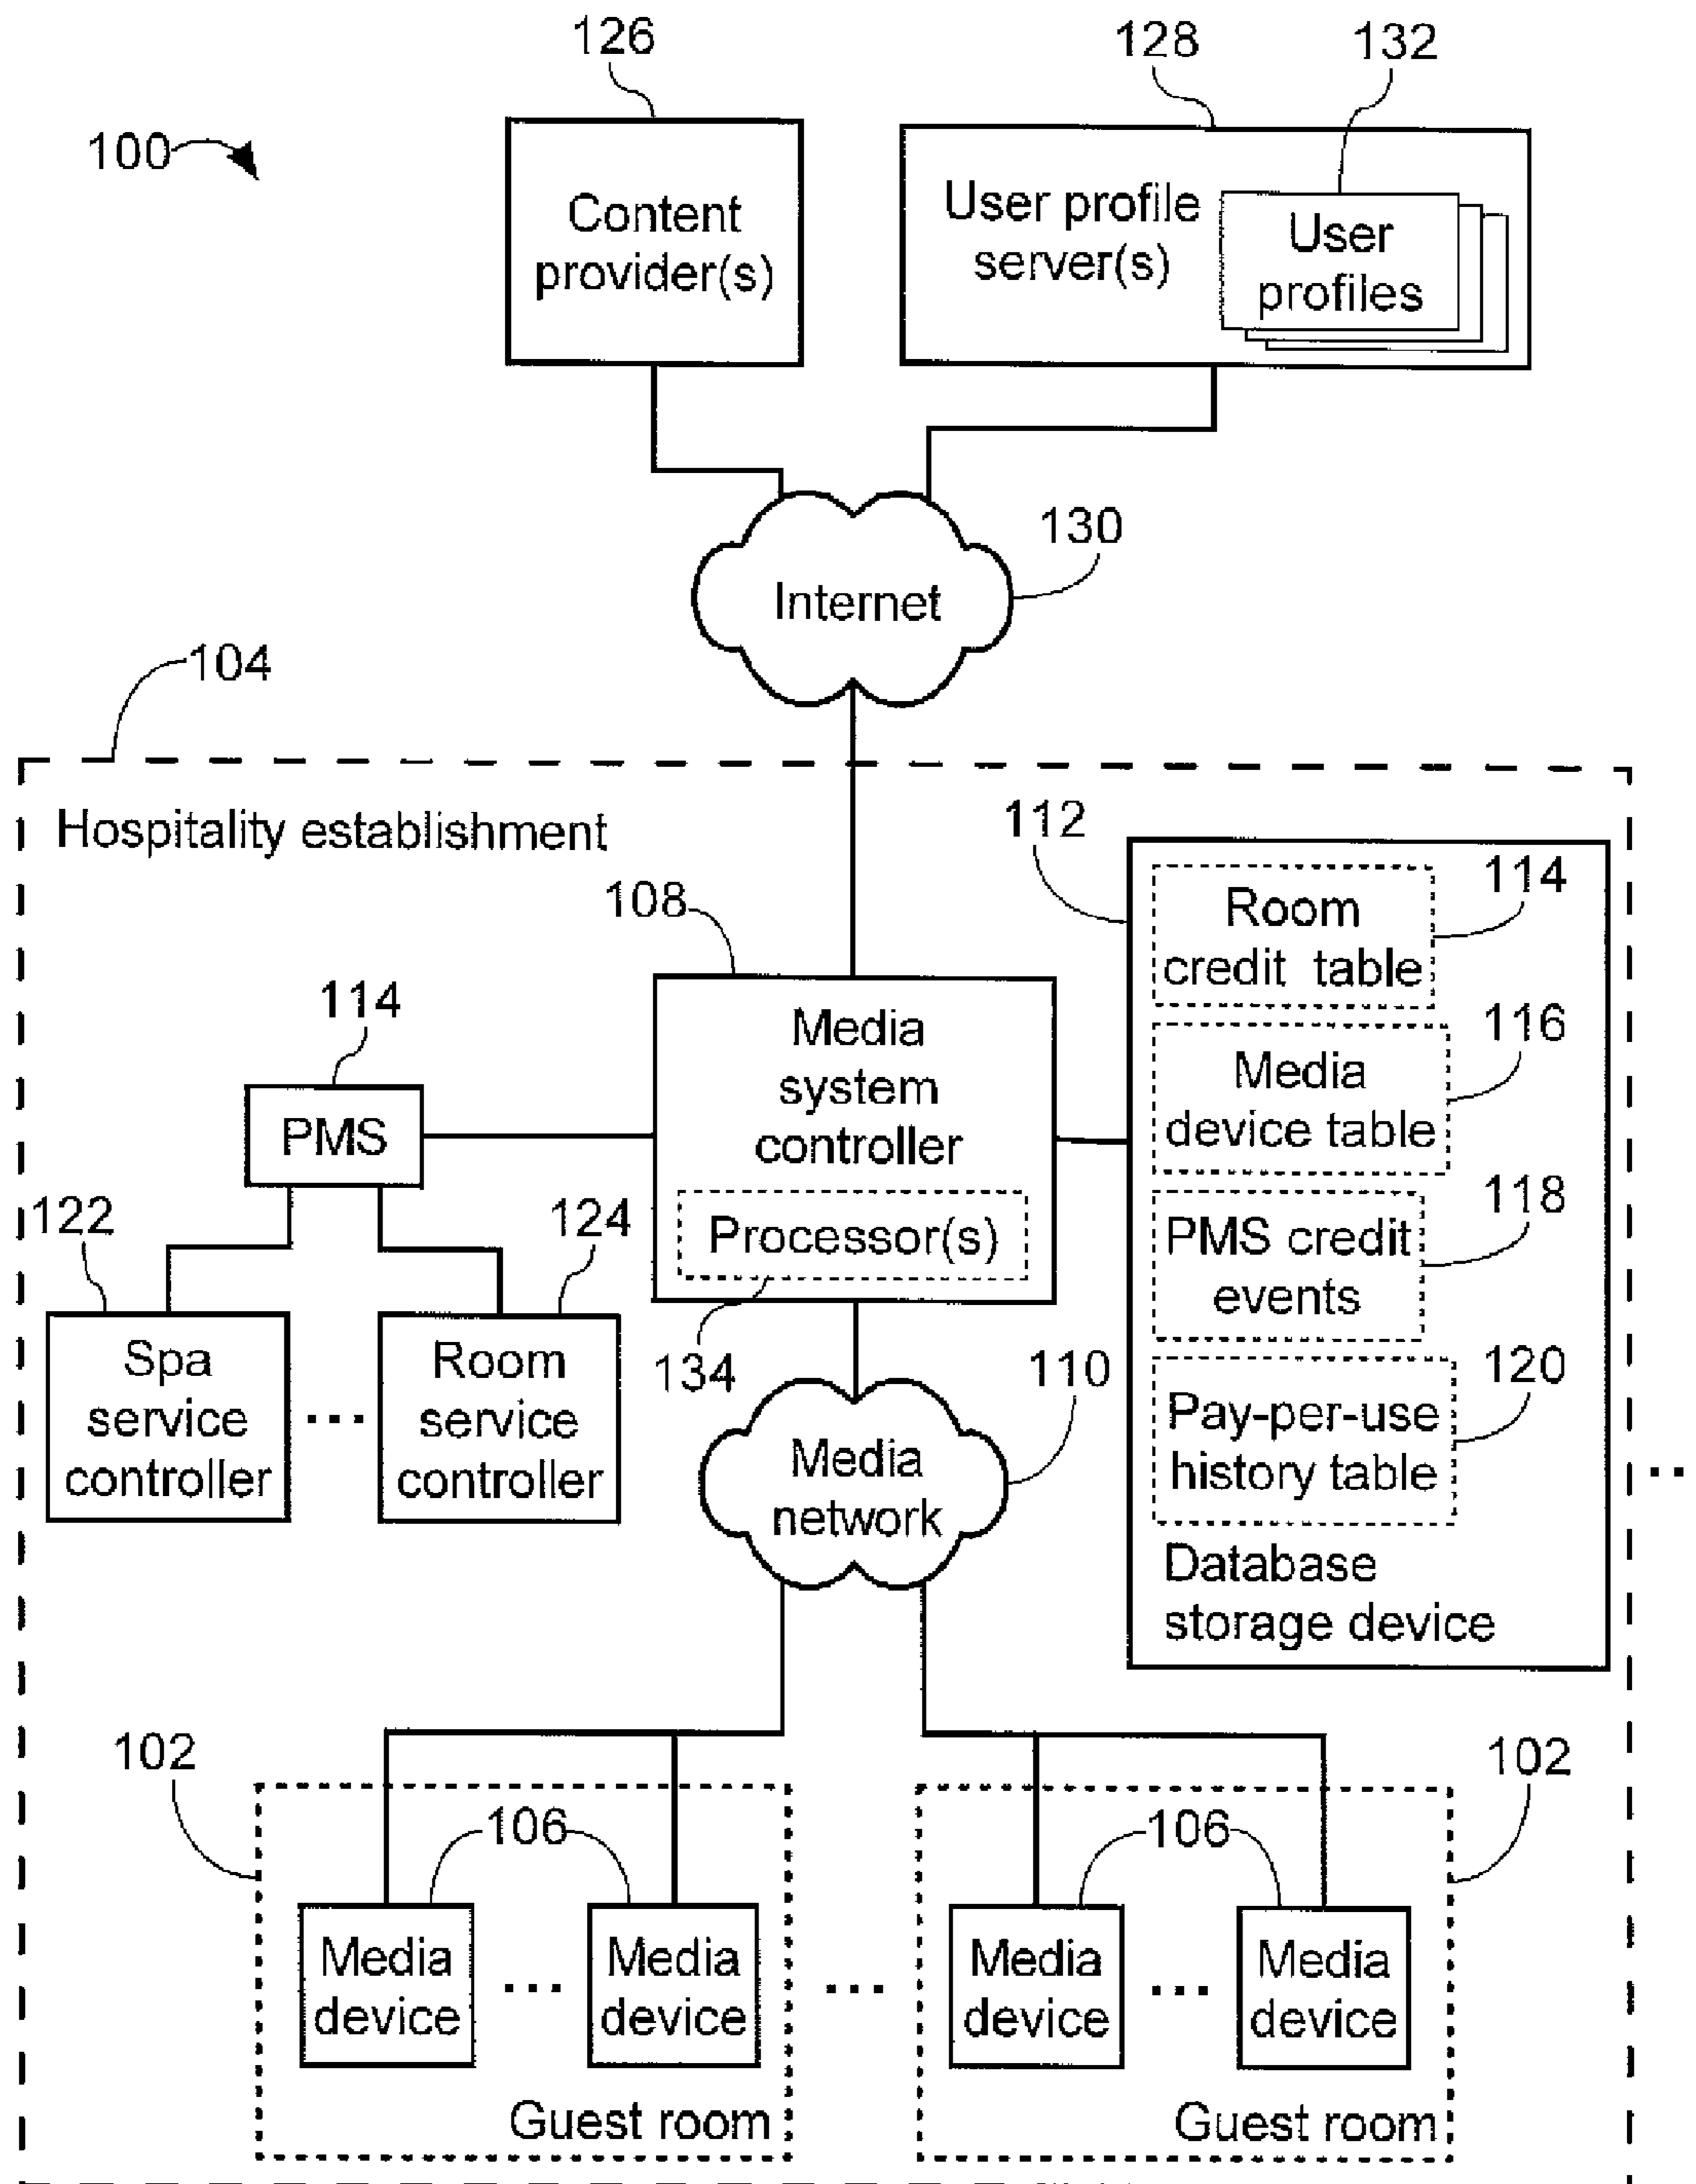 126
128
132
100
Content
provider(s)
User profile
server(s)
User
profiles
130
Internet
104
Hospitality establishment
112
114
Room
credit table
108
116
Media
device table
114
PMS
Media
system
controller
Processor(s)
118
PMS credit
events
122
124
134
110
120
Pay-per-use
history table
Spa
service
controller
...
Room
service
controller
Media
network
Database
storage device
..
102
102
106
106
Media
device
...
Media
device
...
Media
device
...
Media
device
Guest room
Guest room